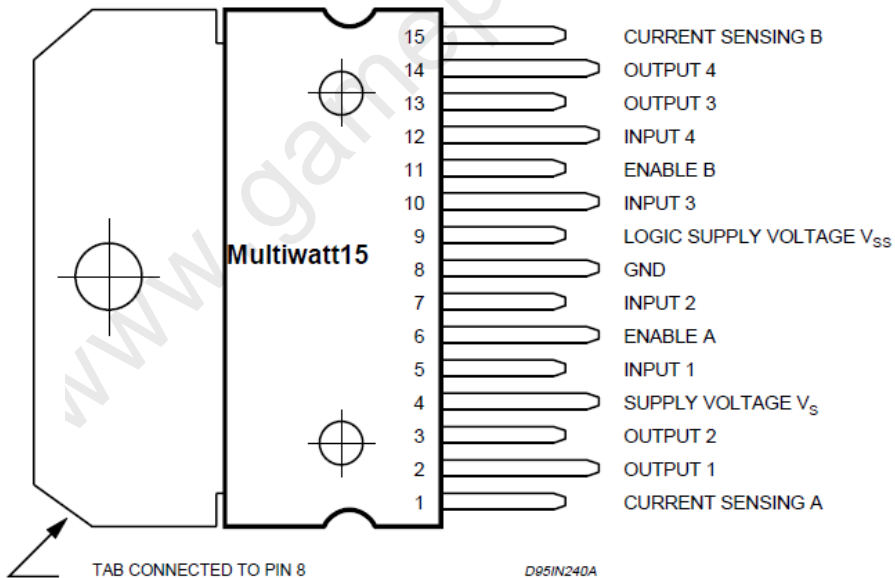 15 CURRENT SENSING B
14 OUTPUT 4
13 OUTPUT 3
12 INPUT 4
11 ENABLE B
10 INPUT 3
9 LOGIC SUPPLY VOLTAGE VSS
Multiwatt15
8 GND
7 INPUT 2
6 ENABLE A
5 INPUT 1
4 SUPPLY VOLTAGE VS
3 OUTPUT 2
2 OUTPUT 1
1 CURRENT SENSING A
TAB CONNECTED TO PIN 8
D95IN240A